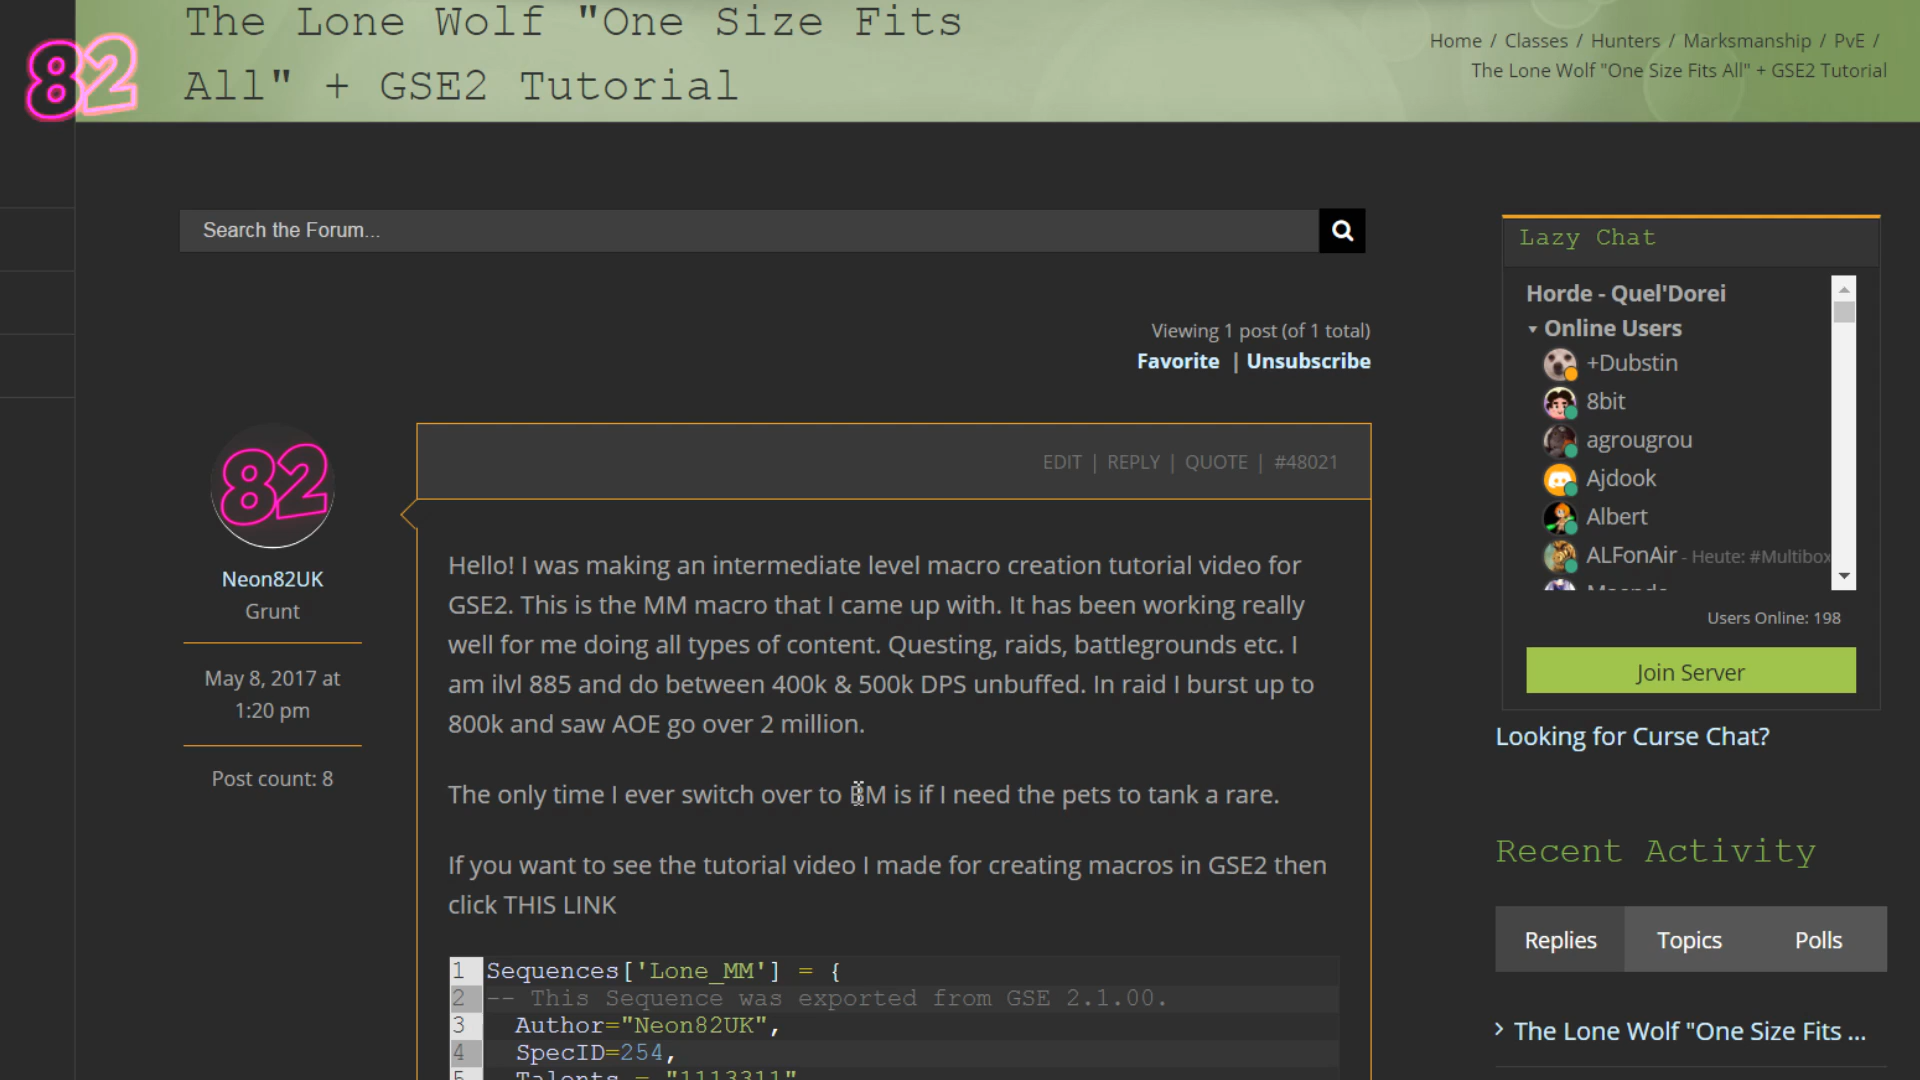 The Lone Wolf "One Size Fits
All" + GSE2 Tutorial
82
Home / Classes / Hunters / Marksmanship / PvE /
The Lone Wolf "One Size Fits All" + GSE2 Tutorial
Search the Forum...
Viewing 1 post (of 1 total)
Favorite | Unsubscribe
82
Neon82UK
Grunt
May 8, 2017 at
1:20 pm
Post count: 8
EDIT | REPLY | QUOTE | #48021
Hello! I was making an intermediate level macro creation tutorial video for
GSE2. This is the MM macro that I came up with. It has been working really
well for me doing all types of content. Questing, raids, battlegrounds etc. I
am ilvl 885 and do between 400k & 500k DPS unbuffed. In raid I burst up to
800k and saw AOE go over 2 million.
The only time I ever switch over to BM is if I need the pets to tank a rare.
If you want to see the tutorial video I made for creating macros in GSE2 then
click THIS LINK
1 Sequences['Lone_MM'] = {
2 -- This Sequence was exported from GSE 2.1.00.
3 Author="Neon82UK",
4 SpecID=254,
5 Talents = "1113311"
Lazy Chat
Horde - Quel'Dorei
Online Users
+Dubstin
8bit
agrougrou
Ajdook
Albert
ALFonAir - Heute: #Multibox
Users Online: 198
Join Server
Looking for Curse Chat?
Recent Activity
Replies
Topics
Polls
The Lone Wolf "One Size Fits ...